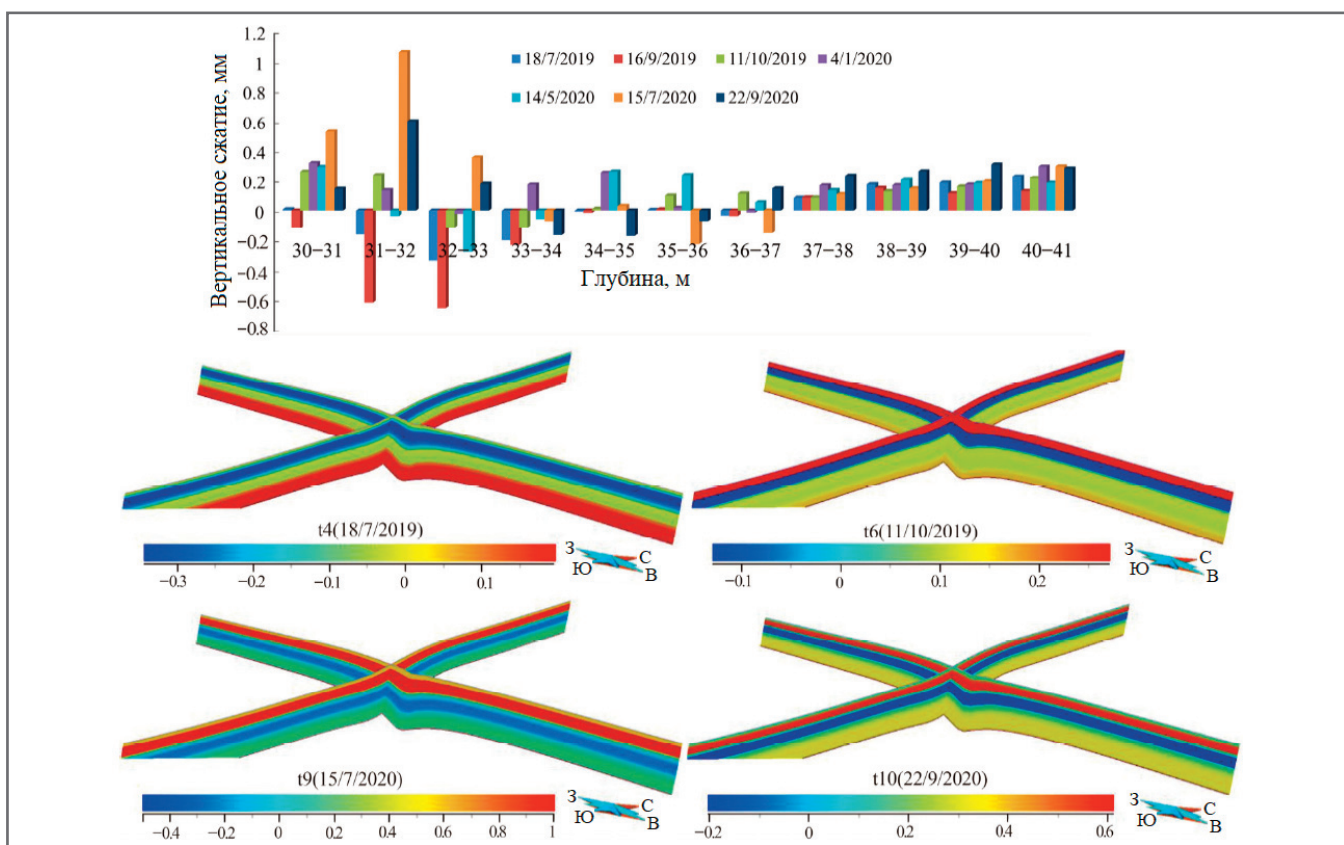 1.2
1
0.8
0.6
0.4
0.2
0
−0.2
−0.4
−0.6
−0.8
Вертикальное сжатие, мм
18/7/2019 16/9/2019 11/10/2019 4/1/2020
14/5/2020 15/7/2020 22/9/2020
30−31 31−32 32−33 33−34 34−35 35−36 36−37 37−38 38−39 39−40 40−41
Глубина, м
t4(18/7/2019)
−0.3 −0.2 −0.1 0 0.1
З
С
Ю
В
t6(11/10/2019)
−0.1 0 0.1 0.2
З
С
Ю
В
t9(15/7/2020)
−0.4 −0.2 0 0.2 0.4 0.6 0.8 1
З
С
Ю
В
t10(22/9/2020)
−0.2 0 0.2 0.4 0.6
З
С
Ю
В